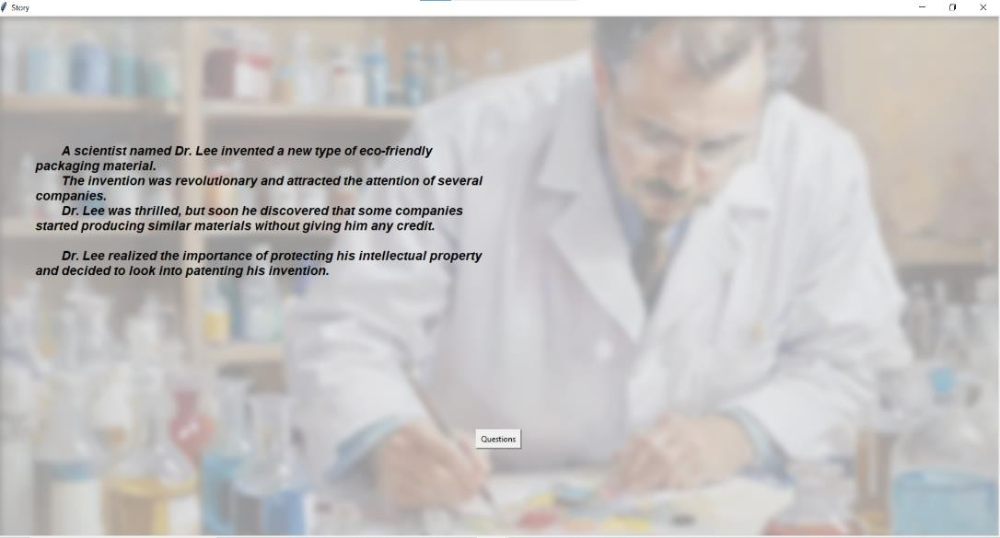 Story
A scientist named Dr. Lee invented a new type of eco-friendly
packaging material.
The invention was revolutionary and attracted the attention of several
companies.
Dr. Lee was thrilled, but soon he discovered that some companies
started producing similar materials without giving him any credit.
Dr. Lee realized the importance of protecting his intellectual property
and decided to look into patenting his invention.
Questions